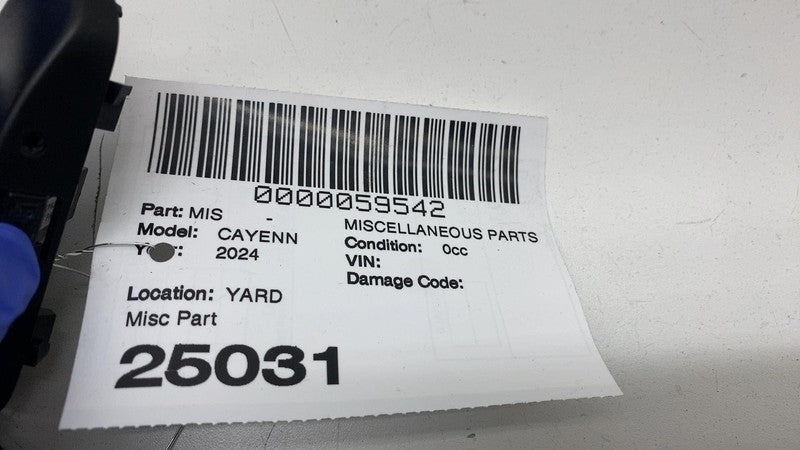 0000059542
Part: MIS - MISCELLANEOUS PARTS
Model: CAYENN Condition: 0cc
2024 VIN:
Damage Code:
Location: YARD
Misc Part
25031